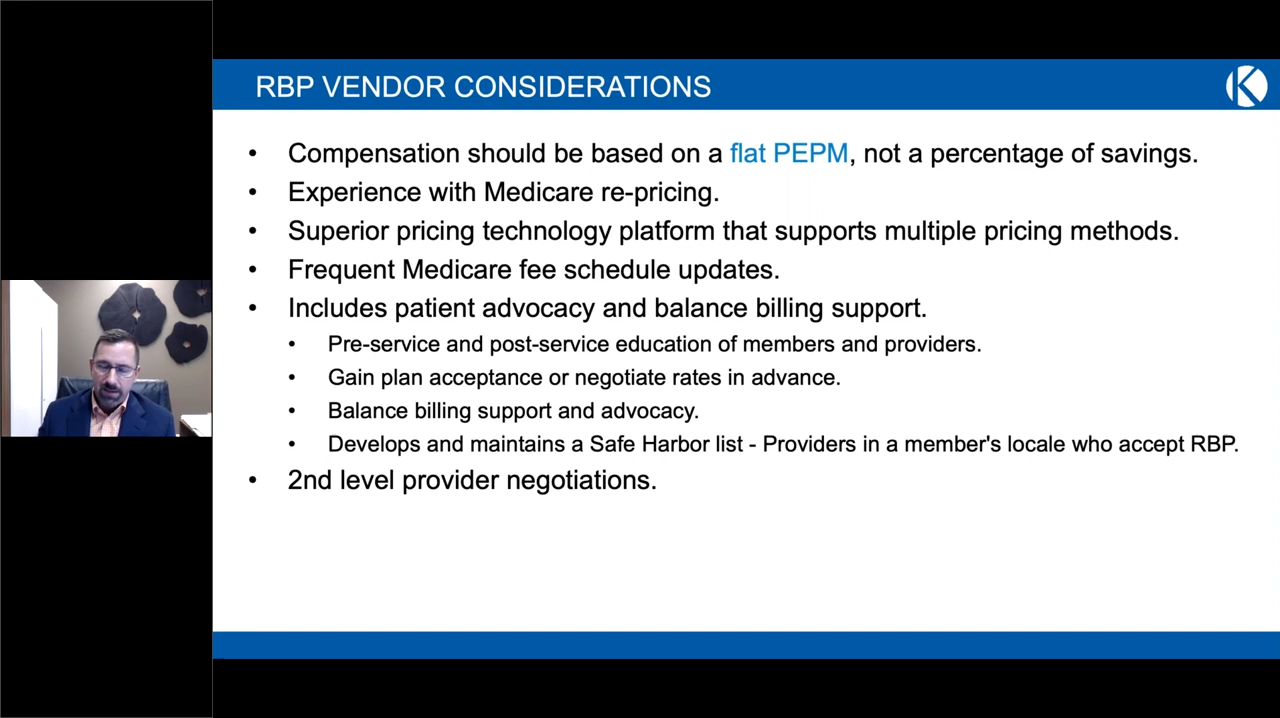 RBP VENDOR CONSIDERATIONS
K
• Compensation should be based on a flat PEPM, not a percentage of savings.
• Experience with Medicare re-pricing.
• Superior pricing technology platform that supports multiple pricing methods.
• Frequent Medicare fee schedule updates.
• Includes patient advocacy and balance billing support.
• Pre-service and post-service education of members and providers.
• Gain plan acceptance or negotiate rates in advance.
• Balance billing support and advocacy.
• Develops and maintains a Safe Harbor list - Providers in a member's locale who accept RBP.
• 2nd level provider negotiations.